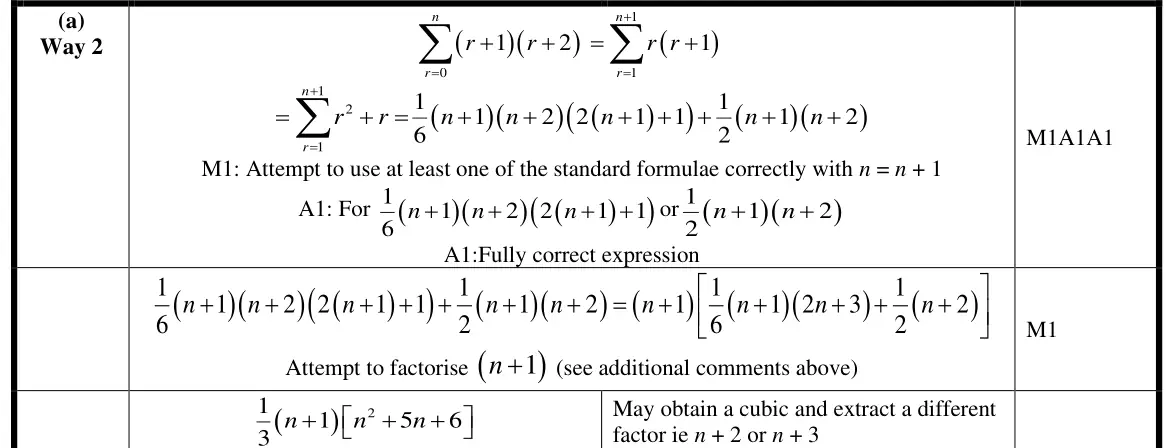 (a)
Way 2
$\sum_{r=0}^{n}(r+1)(r+2) = \sum_{r=1}^{n+1} r(r+1)$
$= \sum_{r=1}^{n+1} r^2 + r = \frac{1}{6}(n+1)(n+2)(2(n+1)+1) + \frac{1}{2}(n+1)(n+2)$
M1: Attempt to use at least one of the standard formulae correctly with n = n + 1
A1: For $\frac{1}{6}(n+1)(n+2)(2(n+1)+1)$ or $\frac{1}{2}(n+1)(n+2)$
A1:Fully correct expression
M1A1A1
$\frac{1}{6}(n+1)(n+2)(2(n+1)+1) + \frac{1}{2}(n+1)(n+2) = (n+1)\left[\frac{1}{6}(n+1)(2n+3) + \frac{1}{2}(n+2)\right]$
Attempt to factorise $(n+1)$ (see additional comments above)
M1
$\frac{1}{3}(n+1)\left[n^2+5n+6\right]$
May obtain a cubic and extract a different
factor ie n + 2 or n + 3